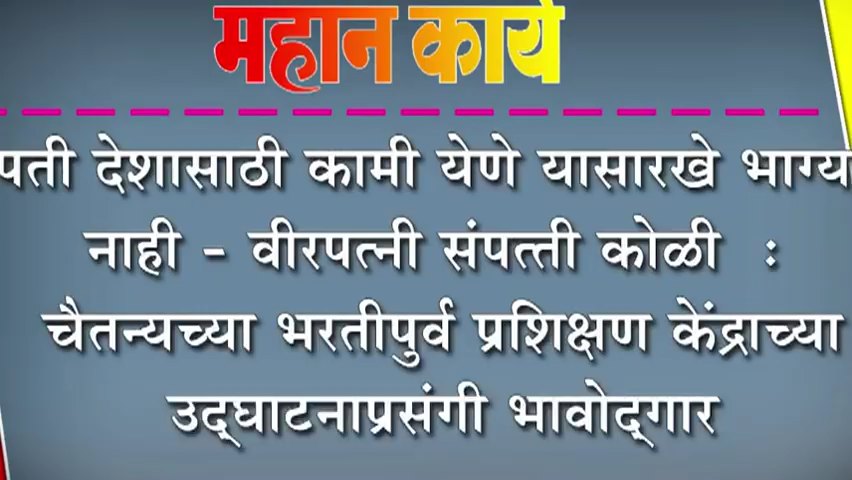 महान कार्य
पती देशासाठी कामी येणे यासारखे भाग्य
नाही - वीरपत्नी संपत्ती कोळी :
चैतन्यच्या भरतीपुर्व प्रशिक्षण केंद्राच्या
उद्‌घाटनाप्रसंगी भावोद्‌गार